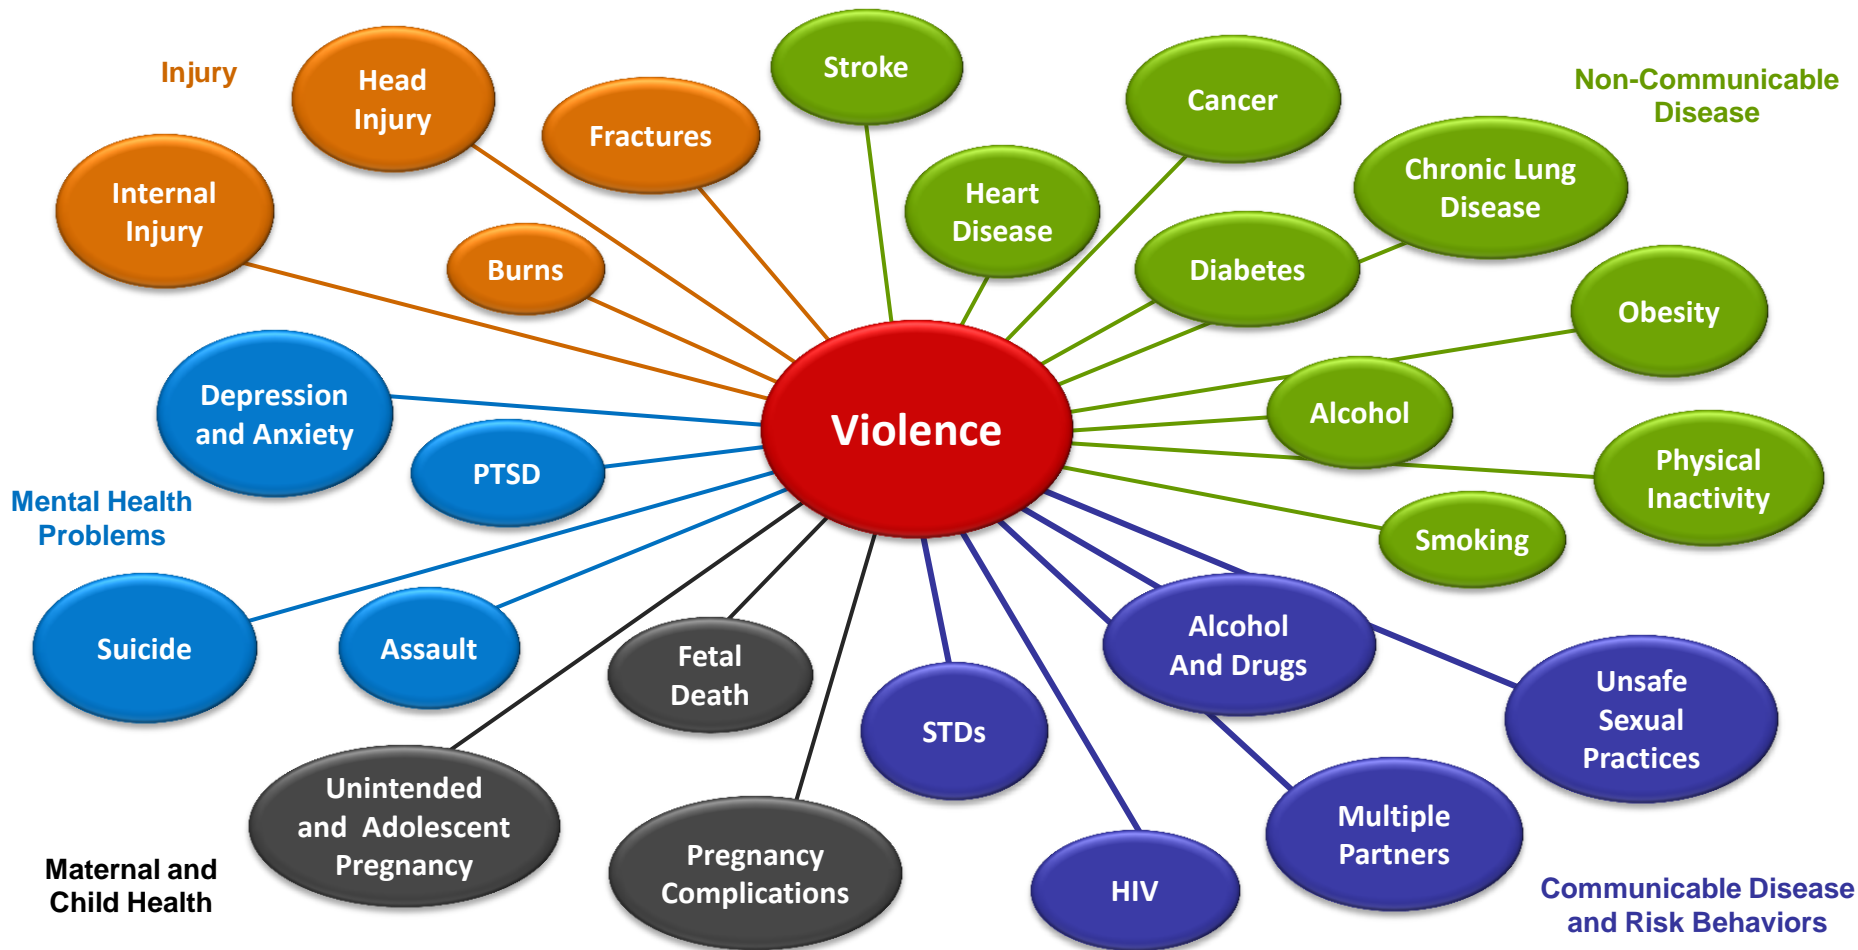 Injury
Head
Injury
Fractures
Internal
Injury
Burns
Stroke
Cancer
Non-Communicable
Disease
Heart
Disease
Chronic Lung
Disease
Diabetes
Obesity
Alcohol
Physical
Inactivity
Smoking
Violence
Depression
and Anxiety
PTSD
Mental Health
Problems
Suicide
Assault
Fetal
Death
Unintended
and Adolescent
Pregnancy
Pregnancy
Complications
Maternal and
Child Health
STDs
HIV
Alcohol
And Drugs
Multiple
Partners
Unsafe
Sexual
Practices
Communicable Disease
and Risk Behaviors